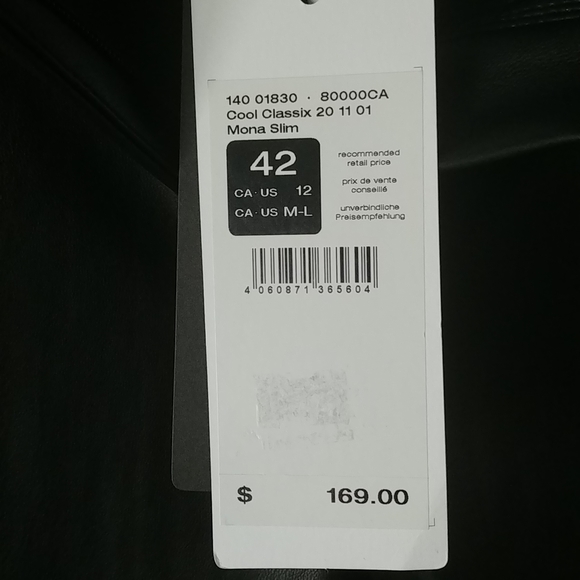 140 01830 · 80000CA
Cool Classix 20 11 01
Mona Slim
42
CA·US 12
CA·US M-L
recommended
retail price
prix de vente
conseillé
unverbindliche
Preisempfehlung
4 060871 365604
$ 169.00